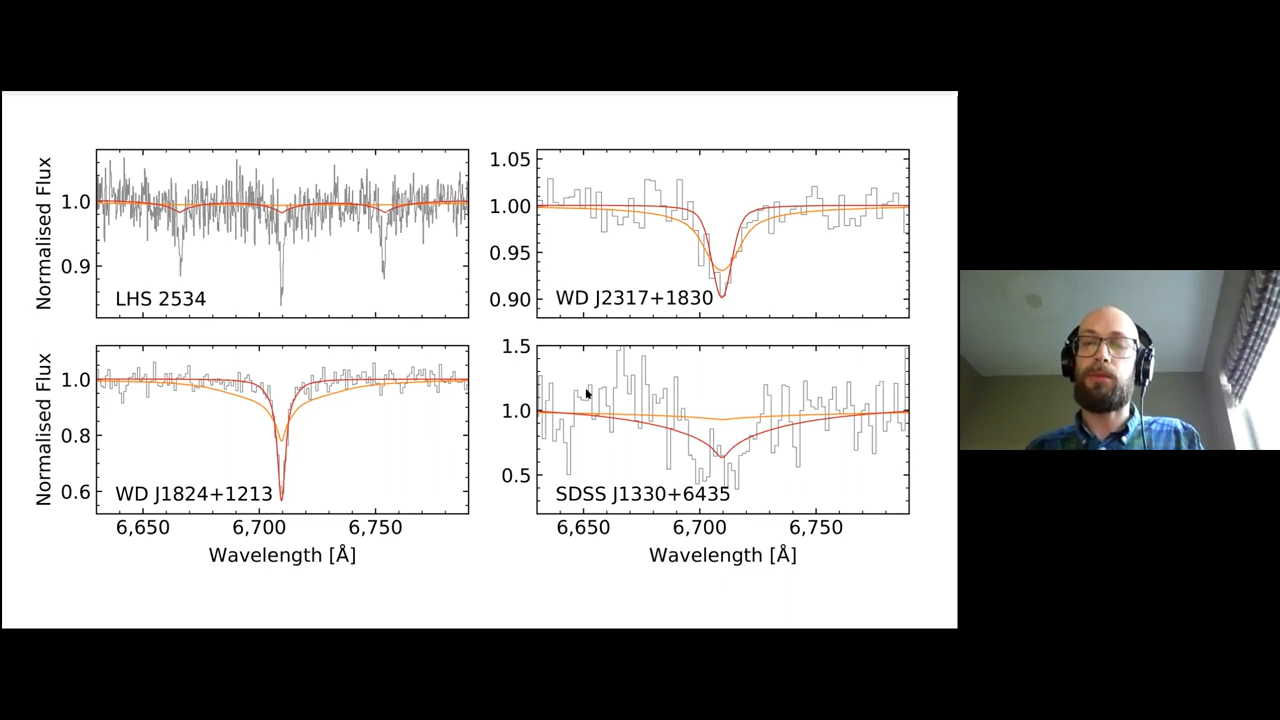 Normalised Flux
1.0
0.9
LHS 2534
1.05
1.00
0.95
0.90
WD J2317+1830
Normalised Flux
1.0
0.8
0.6
WD J1824+1213
6,650 6,700 6,750
Wavelength [Å]
1.5
1.0
0.5
SDSS J1330+6435
6,650 6,700 6,750
Wavelength [Å]